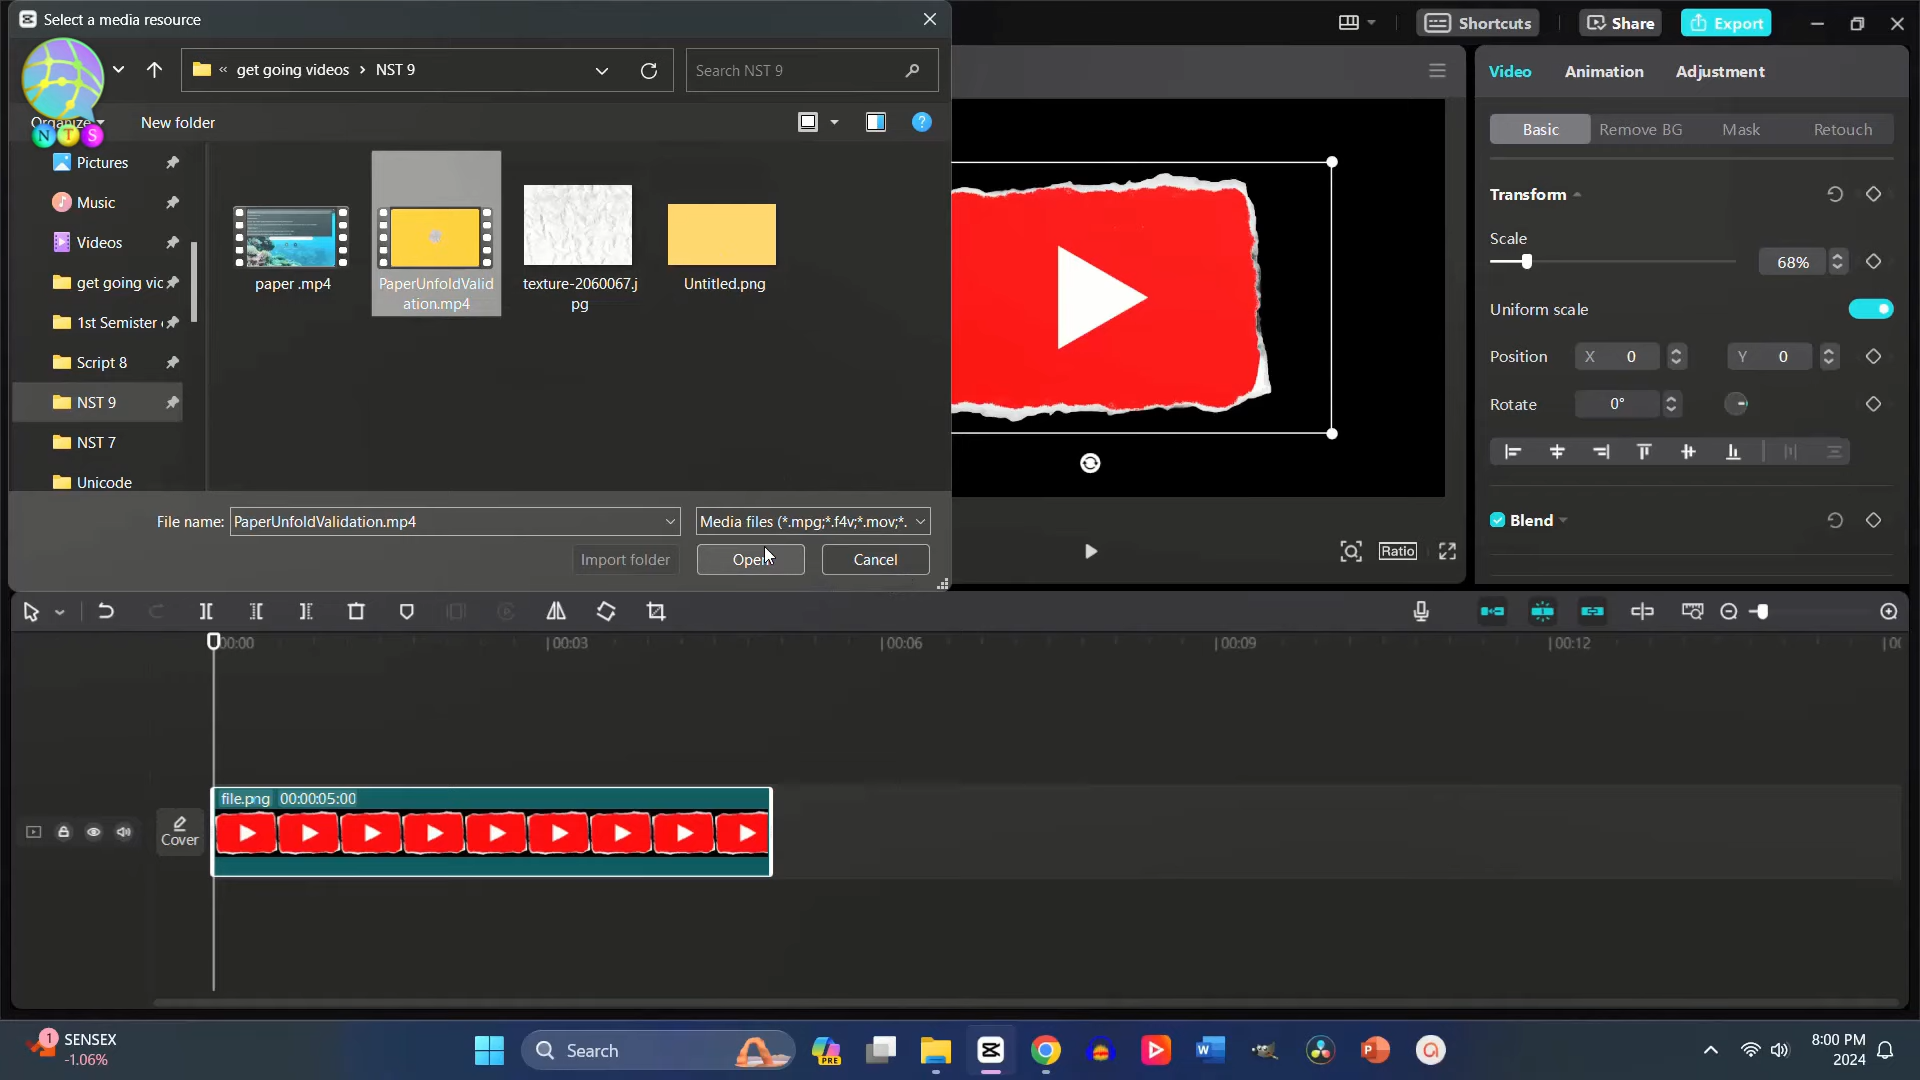 Select a media resource
Shortcuts
Share
Export
« get going videos › NST 9
Search NST 9
Video
Animation
Adjustment
Organize
New folder
N T S
Basic
Remove BG
Mask
Retouch
Pictures
Music
Videos
get going vic
1st Semister
Script 8
NST 9
NST 7
Unicode
paper .mp4
PaperUnfoldValid
ation.mp4
texture-2060067.j
pg
Untitled.png
Transform
Scale
68%
Uniform scale
Position
X 0
Y 0
Rotate
0°
Blend
File name:
PaperUnfoldValidation.mp4
Media files (*.mpg;*.f4v;*.mov;*.
Import folder
Open
Cancel
Ratio
00:00
00:03
00:06
00:09
00:12
Cover
file.png 00:00:05:00
1
SENSEX
-1.06%
Search
PRE
8:00 PM
2024